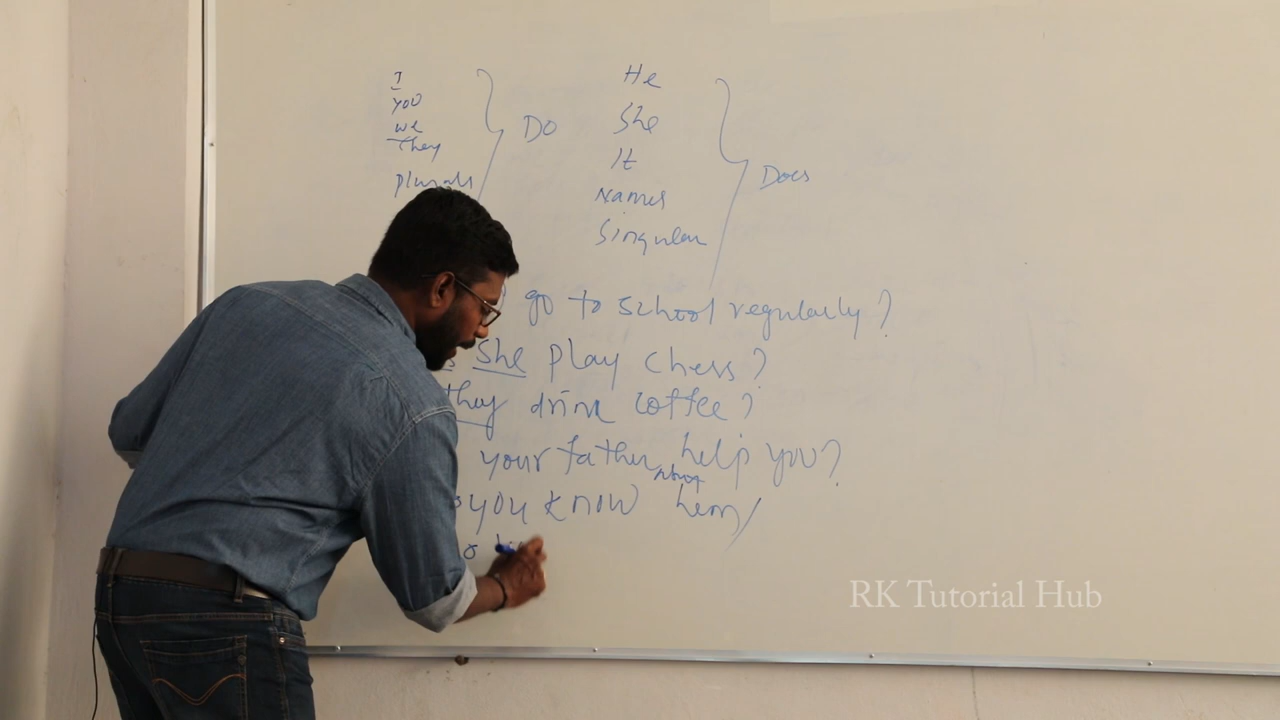 I
you
we
They
plurals
Do
He
She
It
Names
Singular
Does
go to school regularly?
She play chess?
they drink coffee?
your father help you?
about
you know
RK Tutorial Hub